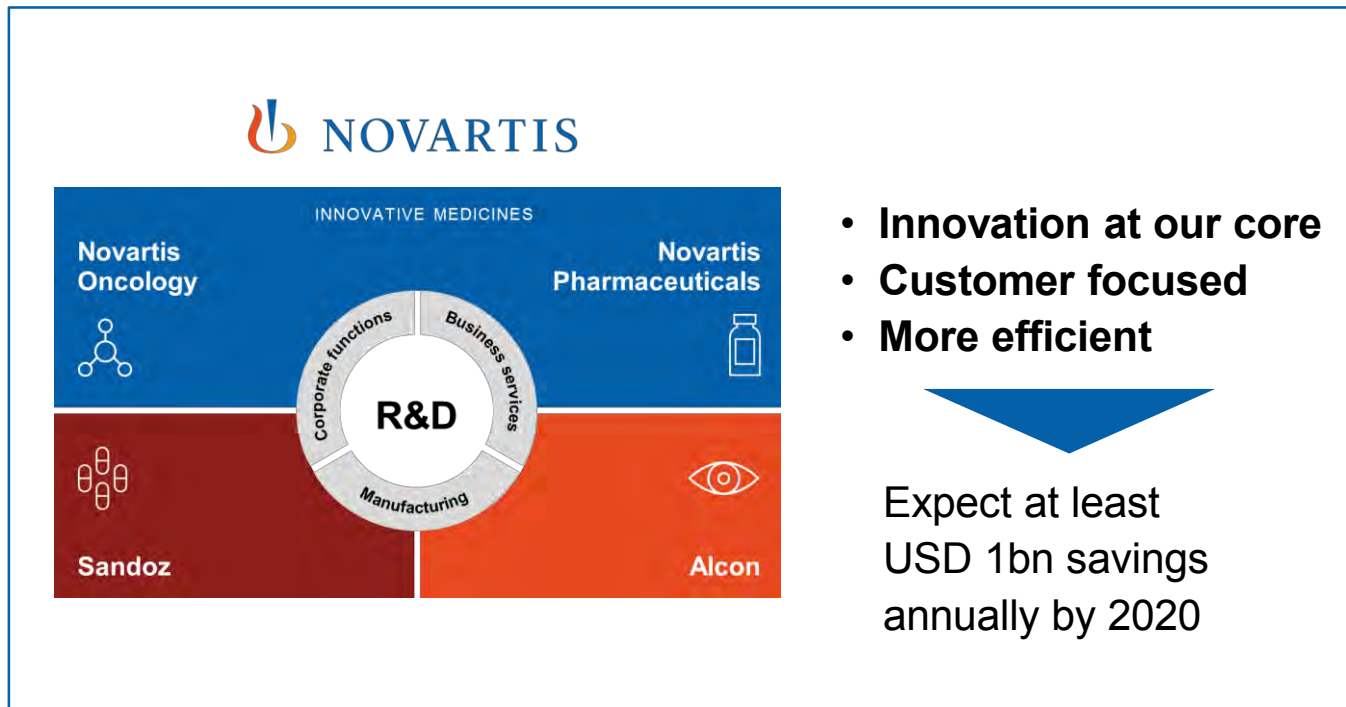 NOVARTIS
INNOVATIVE MEDICINES
Novartis
Oncology
Novartis
Pharmaceuticals
Corporate functions
Business services
R&D
Manufacturing
Sandoz
Alcon
• Innovation at our core
• Customer focused
• More efficient
Expect at least
USD 1bn savings
annually by 2020